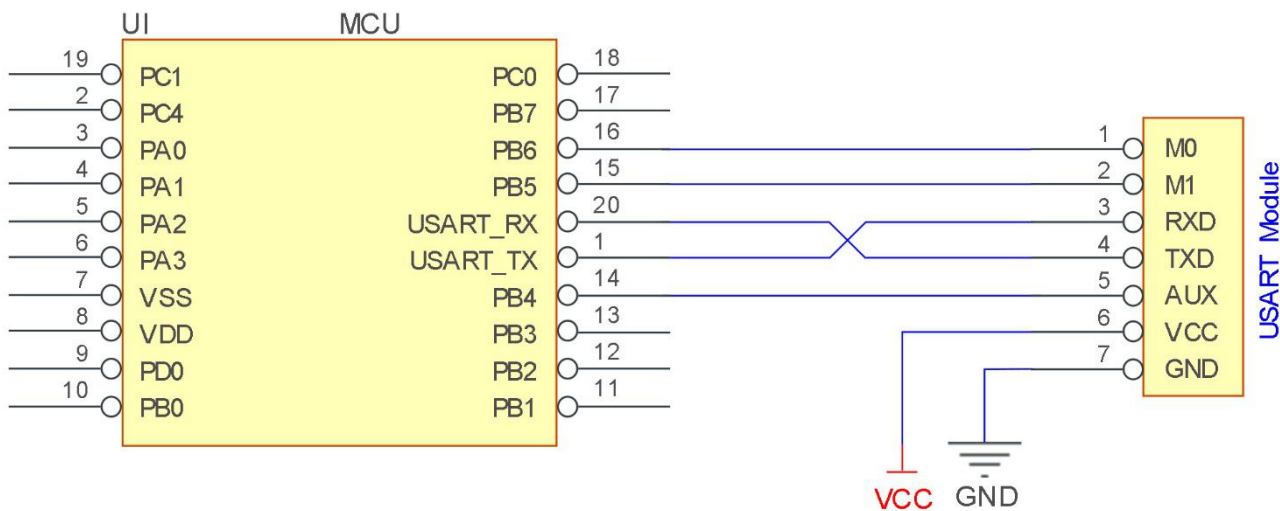 UI MCU
19 PC1 PC0 18
2 PC4 PB7 17
3 PA0 PB6 16 1 M0
4 PA1 PB5 15 2 M1
5 PA2 USART_RX 20 3 RXD
6 PA3 USART_TX 1 4 TXD
7 VSS PB4 14 5 AUX
8 VDD PB3 13 6 VCC
9 PD0 PB2 12 7 GND
10 PB0 PB1 11
USART Module
VCC GND